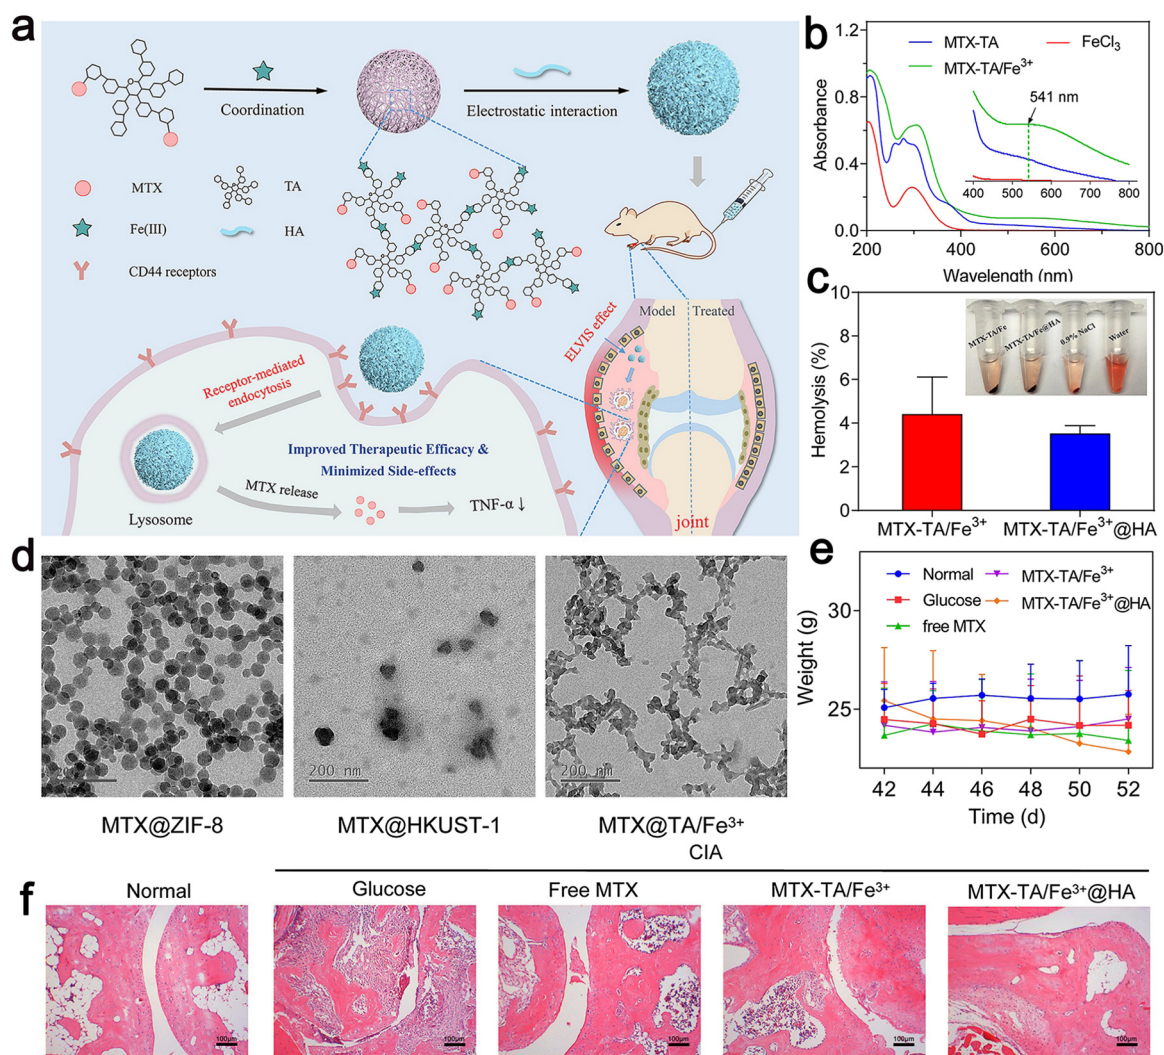 a
Coordination
Electrostatic interaction
MTX
TA
Fe(III)
HA
CD44 receptors
Receptor-mediated
endocytosis
Improved Therapeutic Efficacy &
Minimized Side-effects
MTX release
TNF-α ↓
Lysosome
ELVIS effect
Model
Treated
joint
b
Absorbance
1.2
0.8
0.4
0.0
MTX-TA
FeCl3
MTX-TA/Fe3+
541 nm
400 500 600 700 800
200 400 600 800
Wavelength (nm)
c
Hemolysis (%)
10
8
6
4
2
0
MTX-TA/Fe
MTX-TA/Fe@HA
0.9% NaCl
Water
MTX-TA/Fe3+ MTX-TA/Fe3+@HA
d
200 nm
200 nm
MTX@ZIF-8
MTX@HKUST-1
MTX@TA/Fe3+
e
Weight (g)
30
25
Normal
Glucose
free MTX
MTX-TA/Fe3+
MTX-TA/Fe3+@HA
42 44 46 48 50 52
Time (d)
f
CIA
Normal
Glucose
Free MTX
MTX-TA/Fe3+
MTX-TA/Fe3+@HA
100μm
100μm
100μm
100μm
100μm